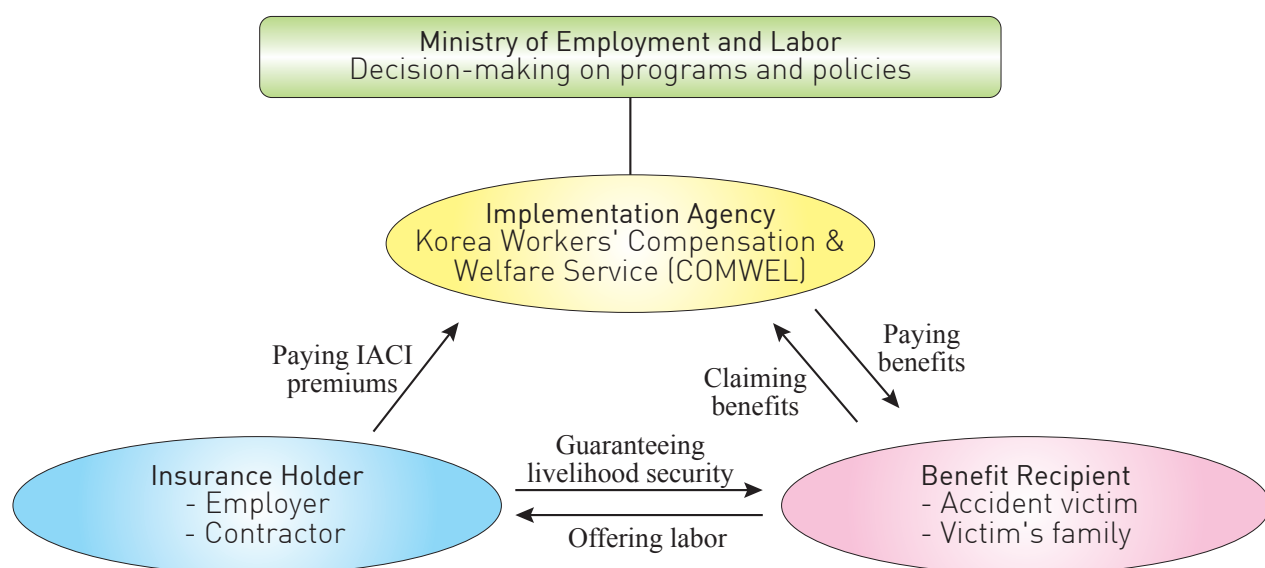 Ministry of Employment and Labor
Decision-making on programs and policies
Implementation Agency
Korea Workers' Compensation &
Welfare Service (COMWEL)
Paying IACI
premiums
Claiming
benefits
Paying
benefits
Insurance Holder
- Employer
- Contractor
Guaranteeing
livelihood security
Offering labor
Benefit Recipient
- Accident victim
- Victim's family